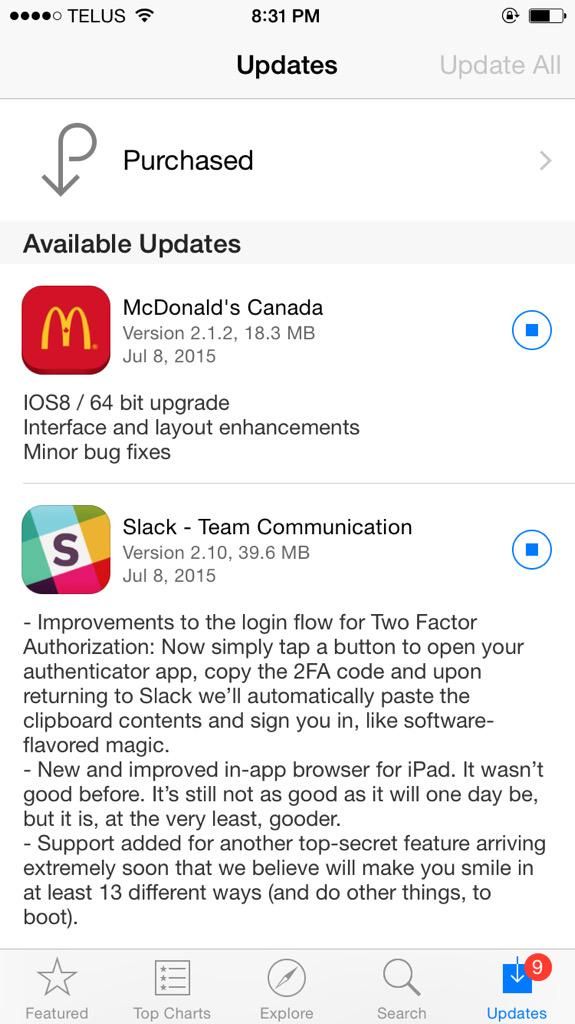 TELUS
8:31 PM
Updates
Update All
Purchased
Available Updates
McDonald's Canada
Version 2.1.2, 18.3 MB
Jul 8, 2015
IOS8 / 64 bit upgrade
Interface and layout enhancements
Minor bug fixes
S
Slack - Team Communication
Version 2.10, 39.6 MB
Jul 8, 2015
- Improvements to the login flow for Two Factor
Authorization: Now simply tap a button to open your
authenticator app, copy the 2FA code and upon
returning to Slack we’ll automatically paste the
clipboard contents and sign you in, like software-
flavored magic.
- New and improved in-app browser for iPad. It wasn’t
good before. It’s still not as good as it will one day be,
but it is, at the very least, gooder.
- Support added for another top-secret feature arriving
extremely soon that we believe will make you smile in
at least 13 different ways (and do other things, to
boot).
9
Featured
Top Charts
Explore
Search
Updates